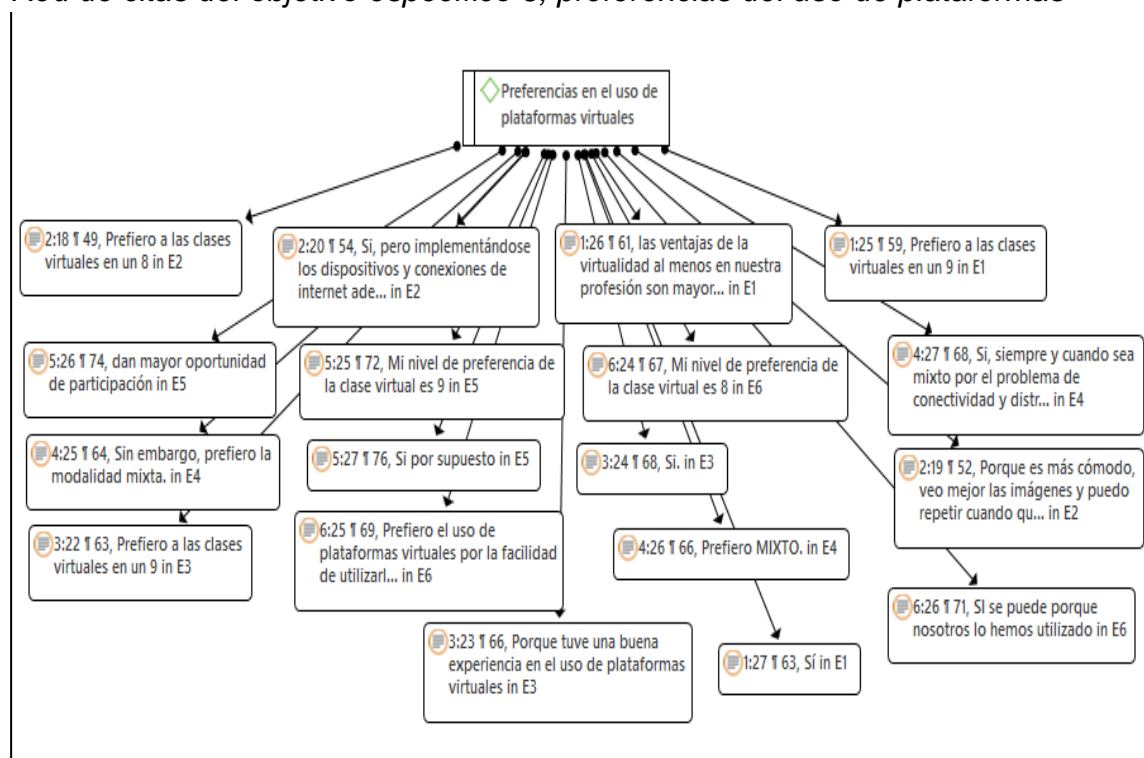 Preferencias en el uso de
plataformas virtuales
2:18 ¶ 49, Prefiero a las clases
virtuales en un 8 in E2
2:20 ¶ 54, Si, pero implementándose
los dispositivos y conexiones de
internet ade... in E2
1:26 ¶ 61, las ventajas de la
virtualidad al menos en nuestra
profesión son mayor... in E1
1:25 ¶ 59, Prefiero a las clases
virtuales en un 9 in E1
5:26 ¶ 74, dan mayor oportunidad
de participación in E5
5:25 ¶ 72, Mi nivel de preferencia de
la clase virtual es 9 in E5
6:24 ¶ 67, Mi nivel de preferencia de
la clase virtual es 8 in E6
4:27 ¶ 68, Si, siempre y cuando sea
mixto por el problema de
conectividad y distr... in E4
4:25 ¶ 64, Sin embargo, prefiero la
modalidad mixta. in E4
5:27 ¶ 76, Si por supuesto in E5
3:24 ¶ 68, Si. in E3
2:19 ¶ 52, Porque es más cómodo,
veo mejor las imágenes y puedo
repetir cuando qu... in E2
3:22 ¶ 63, Prefiero a las clases
virtuales en un 9 in E3
6:25 ¶ 69, Prefiero el uso de
plataformas virtuales por la facilidad
de utilizarl... in E6
4:26 ¶ 66, Prefiero MIXTO. in E4
6:26 ¶ 71, SI se puede porque
nosotros lo hemos utilizado in E6
3:23 ¶ 66, Porque tuve una buena
experiencia en el uso de plataformas
virtuales in E3
1:27 ¶ 63, Sí in E1